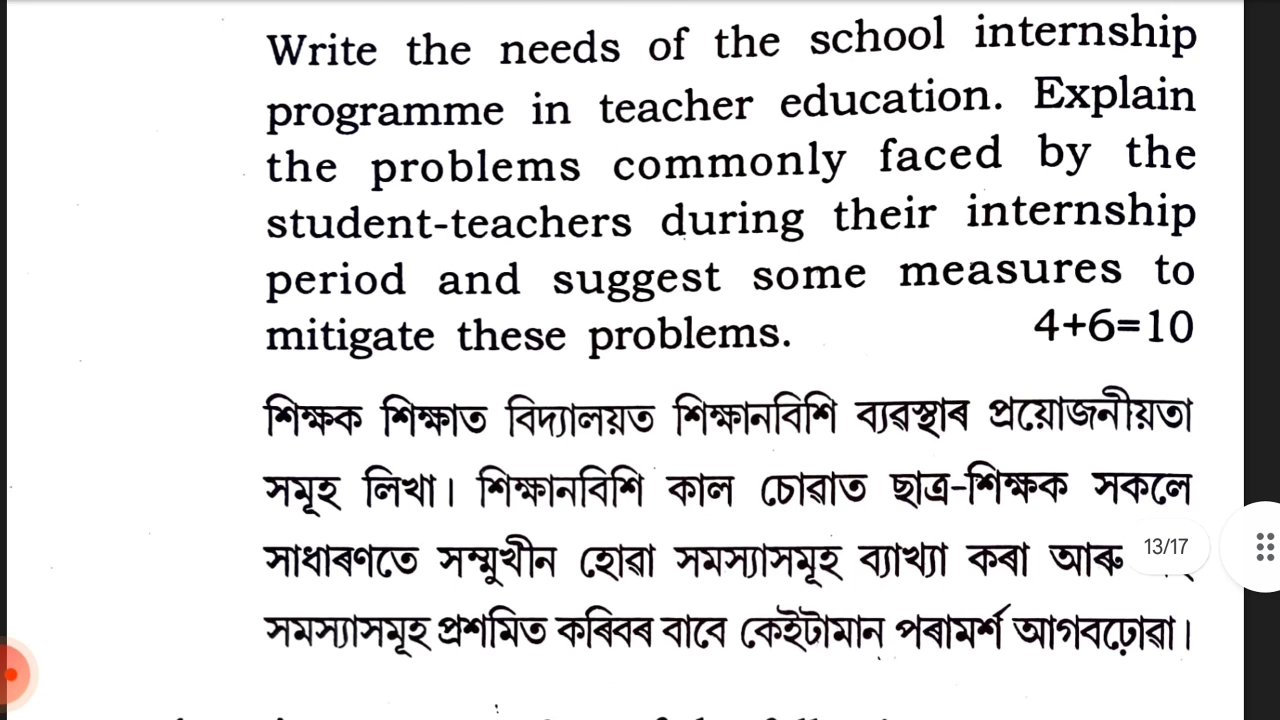 Write the needs of the school internship
programme in teacher education. Explain
the problems commonly faced by the
student-teachers during their internship
period and suggest some measures to
mitigate these problems. 4+6=10
শিক্ষক শিক্ষাত বিদ্যালয়ত শিক্ষানবিশি ব্যৱস্থাৰ প্ৰয়োজনীয়তা
সমূহ লিখা। শিক্ষানবিশি কাল চোৱাত ছাত্ৰ-শিক্ষক সকলে
সাধাৰণতে সন্মুখীন হোৱা সমস্যাসমূহ ব্যাখ্যা কৰা আৰু
13/17
সমস্যাসমূহ প্ৰশমিত কৰিবৰ বাবে কেইটামান পৰামৰ্শ আগবঢ়োৱা।